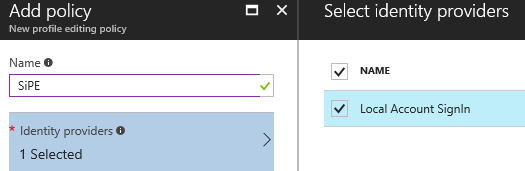 Add policy
New profile editing policy
Name
SiPE
* Identity providers
1 Selected
Select identity providers
NAME
Local Account SignIn